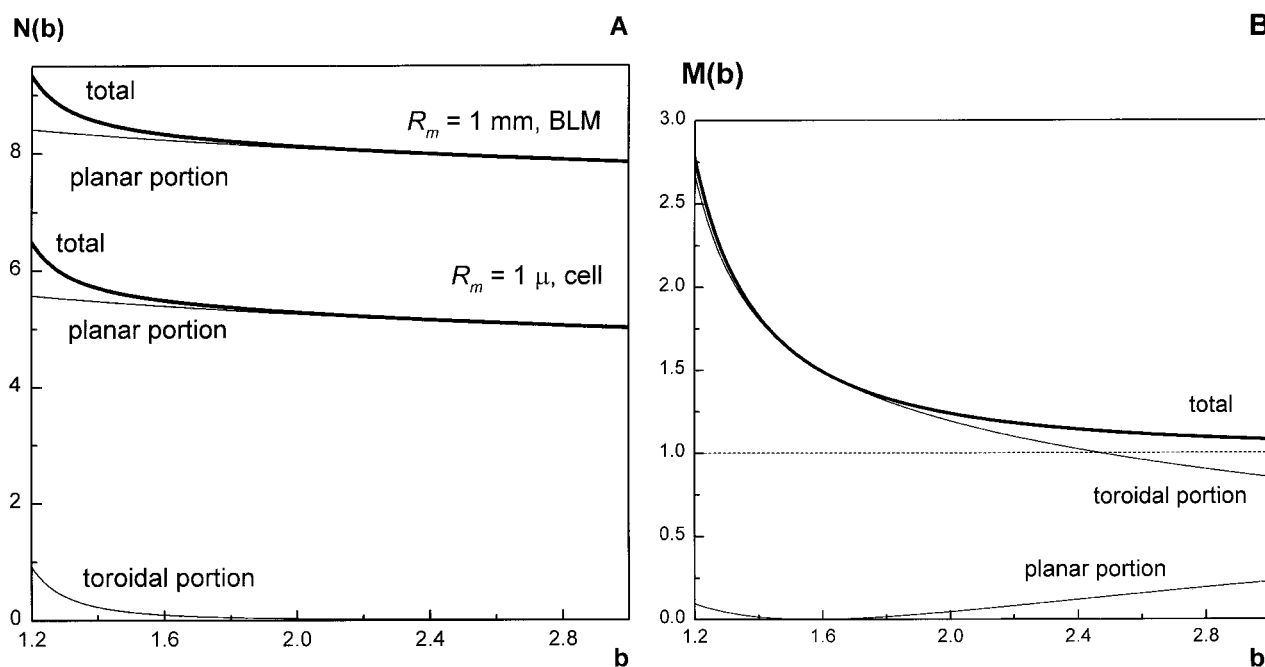 N(b)
A
total
R_m = 1 mm, BLM
8
planar portion
total
6
R_m = 1 μ, cell
planar portion
4
2
toroidal portion
0
1.2 1.6 2.0 2.4 2.8
b
B
M(b)
3.0
2.5
2.0
1.5
total
1.0
toroidal portion
0.5
planar portion
0.0
1.2 1.6 2.0 2.4 2.8
b